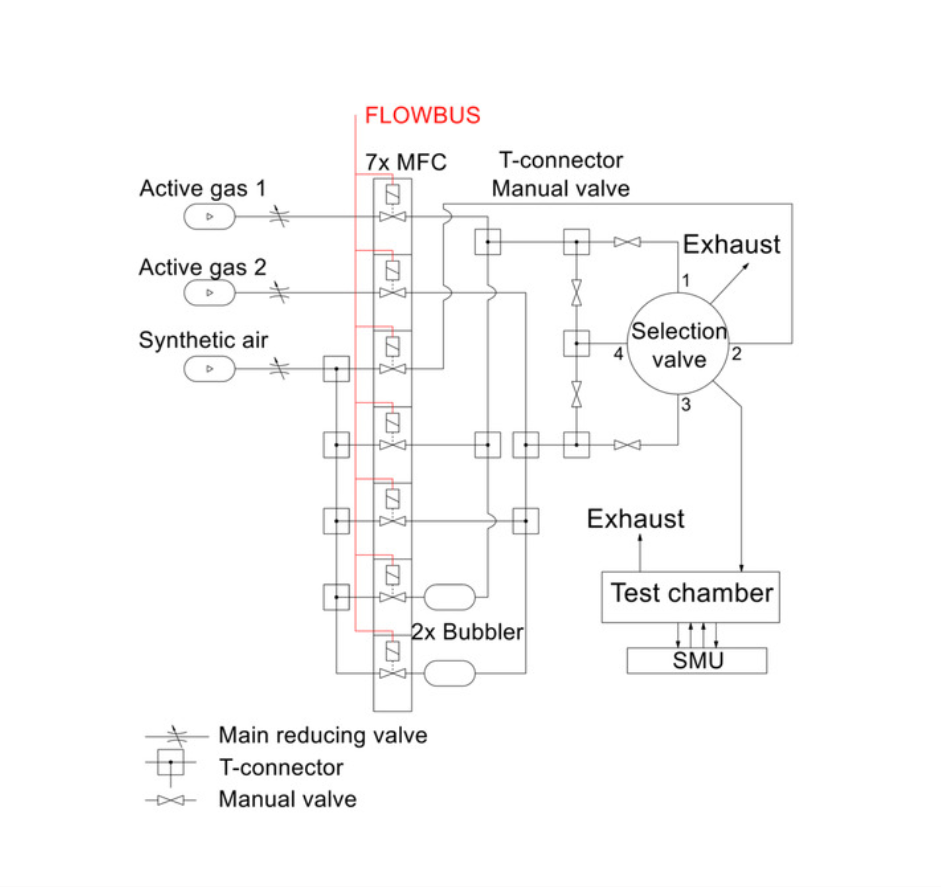 FLOWBUS
7x MFC
T-connector
Manual valve
Active gas 1
Exhaust
Active gas 2
1
Synthetic air
Selection
valve
4
2
3
Exhaust
Test chamber
2x Bubbler
SMU
Main reducing valve
T-connector
Manual valve